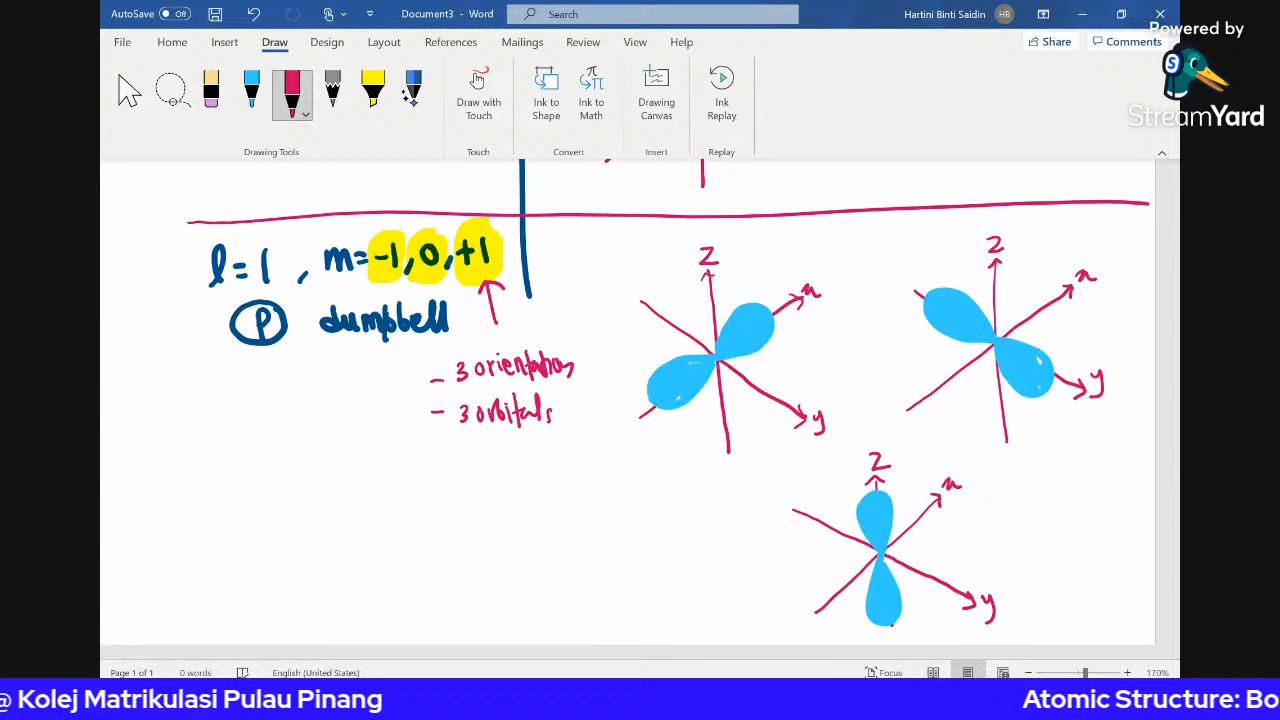 AutoSave Off Document3 - Word Search Hartini Binti Saidin HB
File Home Insert Draw Design Layout References Mailings Review View Help Share Comments
Powered by
StreamYard
Draw with Touch
Ink to Shape
Ink to Math
Drawing Canvas
Ink Replay
Drawing Tools Touch Convert Insert Replay
l = 1 , m = -1, 0, +1
p dumpbell
- 3 orientations
- 3 orbitals
z x y
z x y
z x y
Page 1 of 1 0 words English (United States) Focus 170%
@ Kolej Matrikulasi Pulau Pinang Atomic Structure: Bo